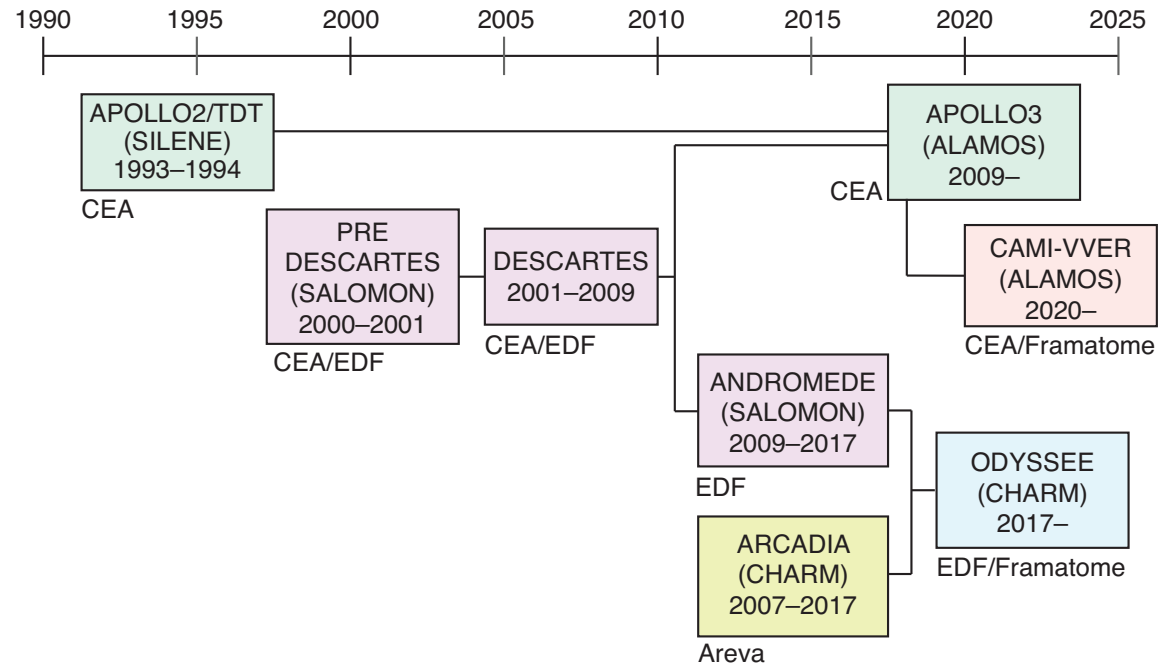 1990 1995 2000 2005 2010 2015 2020 2025
APOLLO2/TDT
(SILENE)
1993–1994
CEA
PRE
DESCARTES
(SALOMON)
2000–2001
CEA/EDF
DESCARTES
2001–2009
CEA/EDF
APOLLO3
(ALAMOS)
2009–
CEA
CAMI-VVER
(ALAMOS)
2020–
CEA/Framatome
ANDROMEDE
(SALOMON)
2009–2017
EDF
ARCADIA
(CHARM)
2007–2017
Areva
ODYSSEE
(CHARM)
2017–
EDF/Framatome